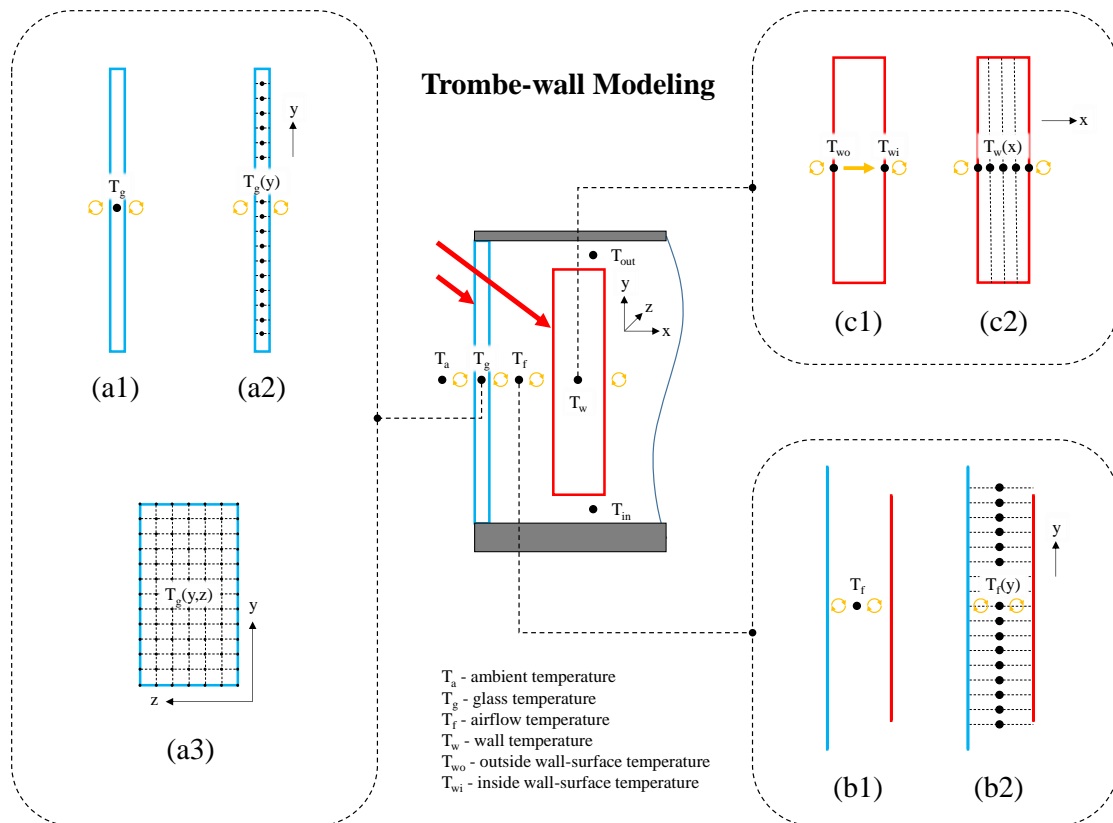 Trombe-wall Modeling
T_g
T_g(y)
y
(a1)
(a2)
T_g(y,z)
y
z
(a3)
T_out
y
z
x
T_a
T_g
T_f
T_w
T_in
T_wo
T_wi
T_w(x)
x
(c1)
(c2)
T_f
T_f(y)
y
(b1)
(b2)
T_a - ambient temperature
T_g - glass temperature
T_f - airflow temperature
T_w - wall temperature
T_wo - outside wall-surface temperature
T_wi - inside wall-surface temperature